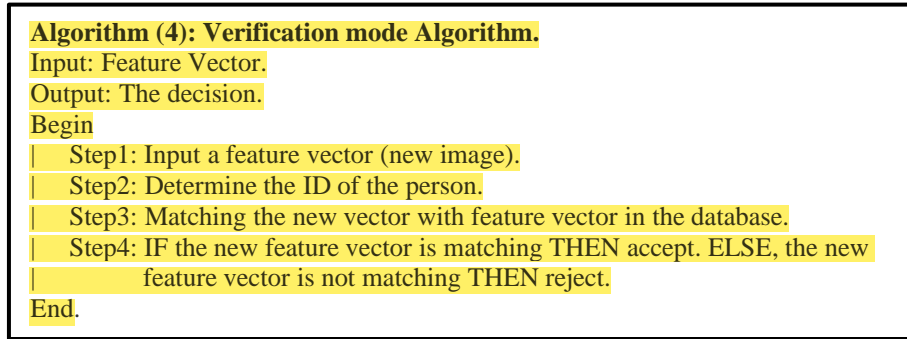 Algorithm (4): Verification mode Algorithm.
Input: Feature Vector.
Output: The decision.
Begin
| Step1: Input a feature vector (new image).
| Step2: Determine the ID of the person.
| Step3: Matching the new vector with feature vector in the database.
| Step4: IF the new feature vector is matching THEN accept. ELSE, the new
| feature vector is not matching THEN reject.
End.